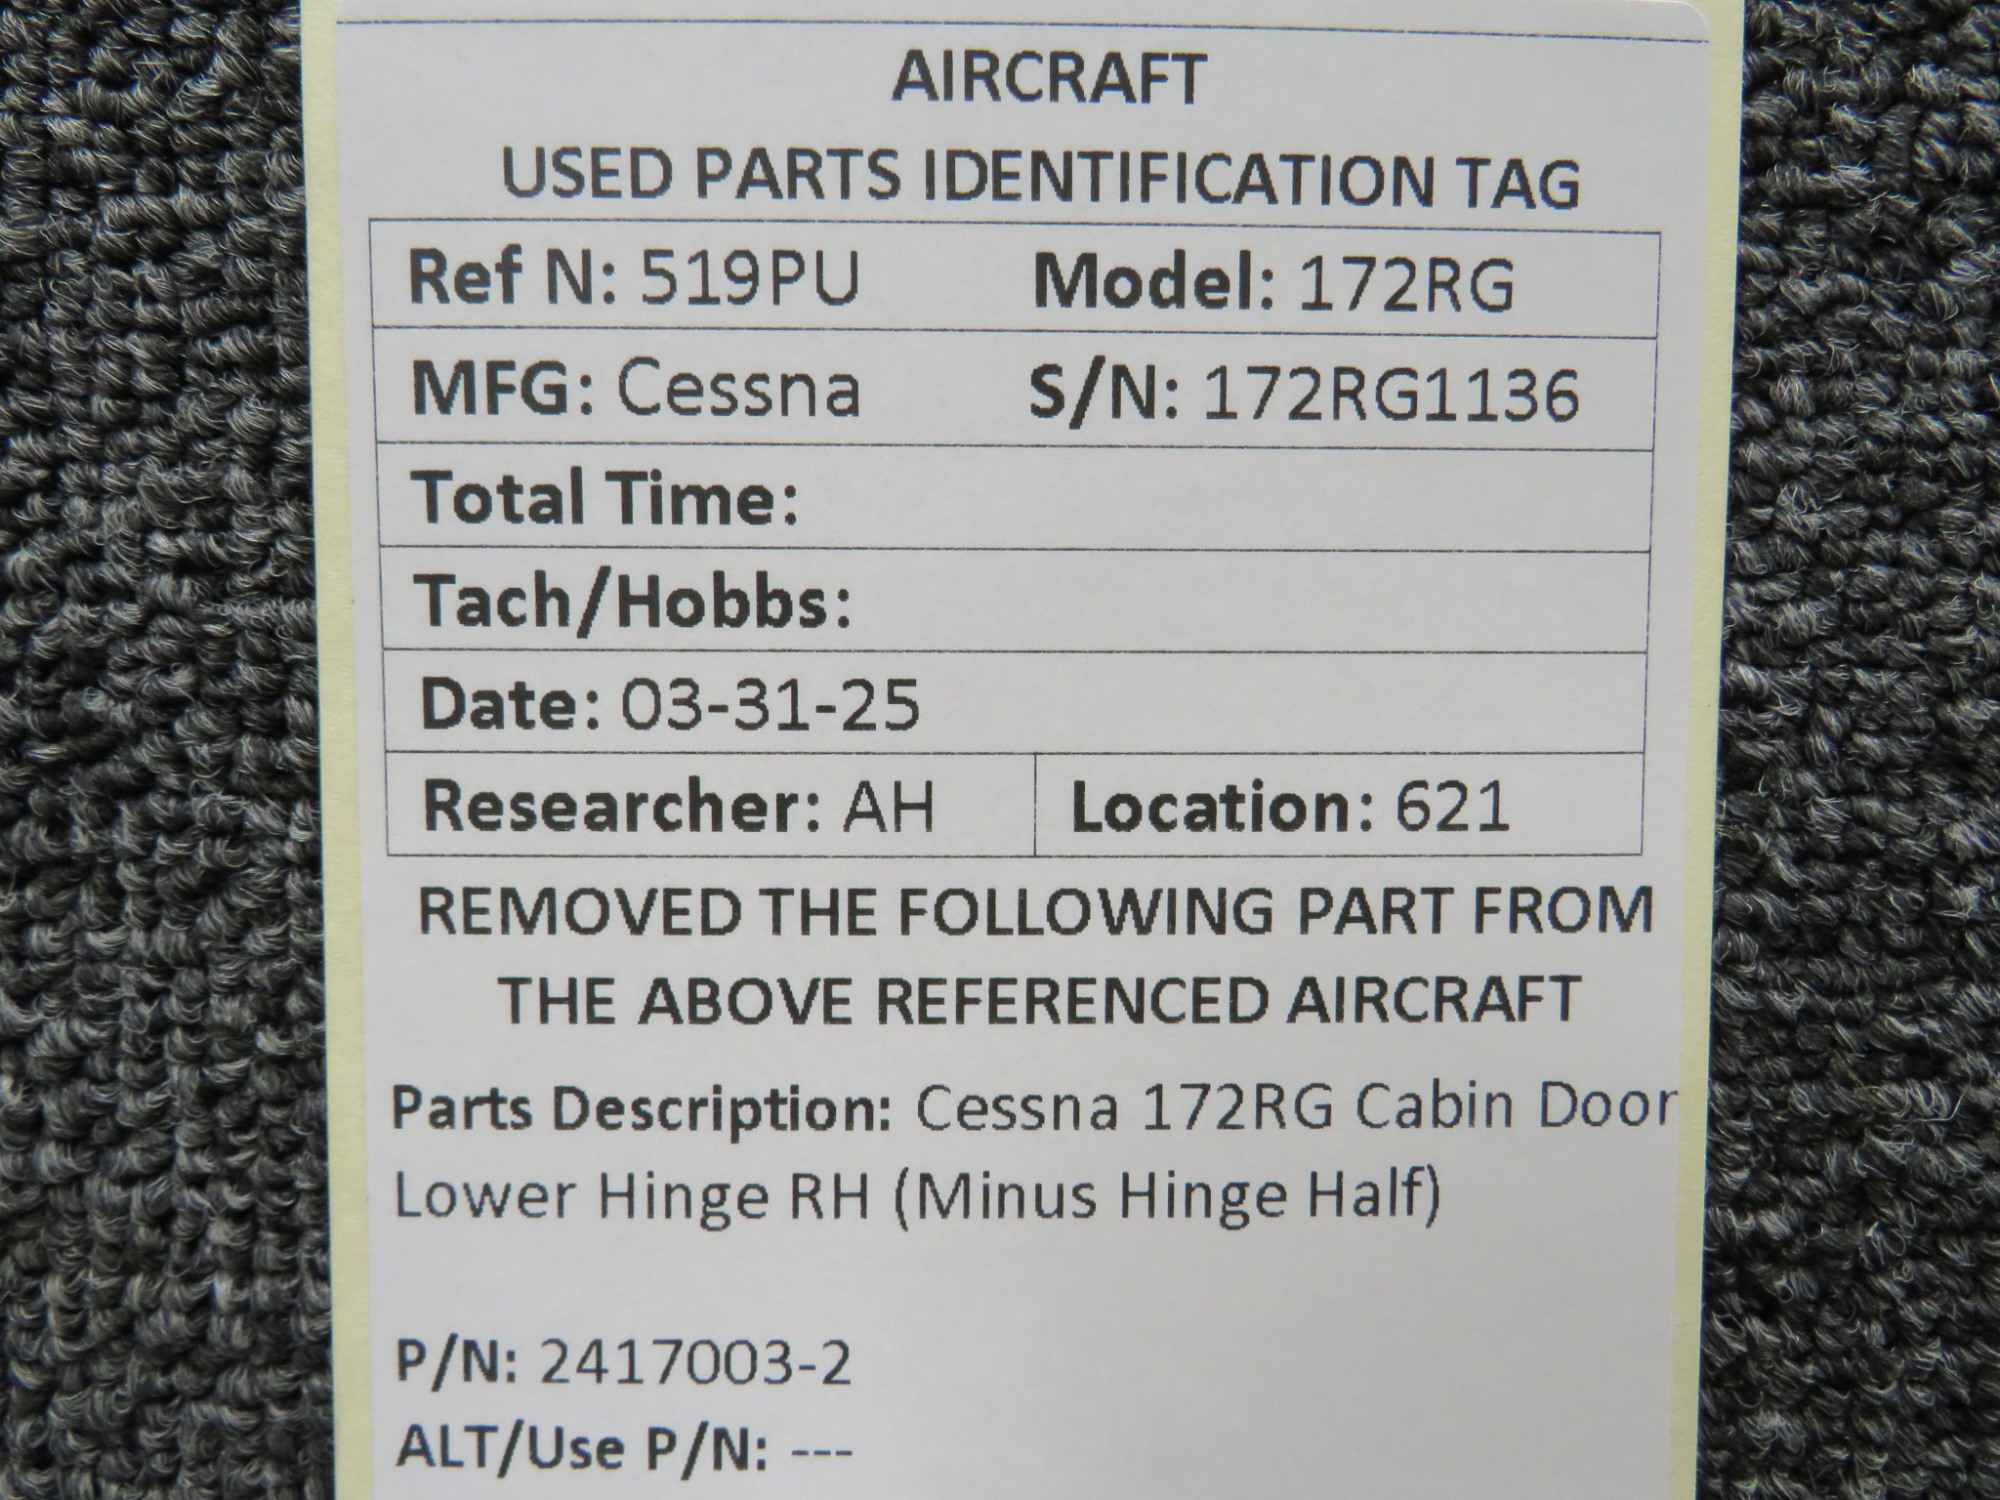 AIRCRAFT
USED PARTS IDENTIFICATION TAG
Ref N: 519PU Model: 172RG
MFG: Cessna S/N: 172RG1136
Total Time:
Tach/Hobbs:
Date: 03-31-25
Researcher: AH Location: 621
REMOVED THE FOLLOWING PART FROM
THE ABOVE REFERENCED AIRCRAFT
Parts Description: Cessna 172RG Cabin Door
Lower Hinge RH (Minus Hinge Half)
P/N: 2417003-2
ALT/Use P/N: ---